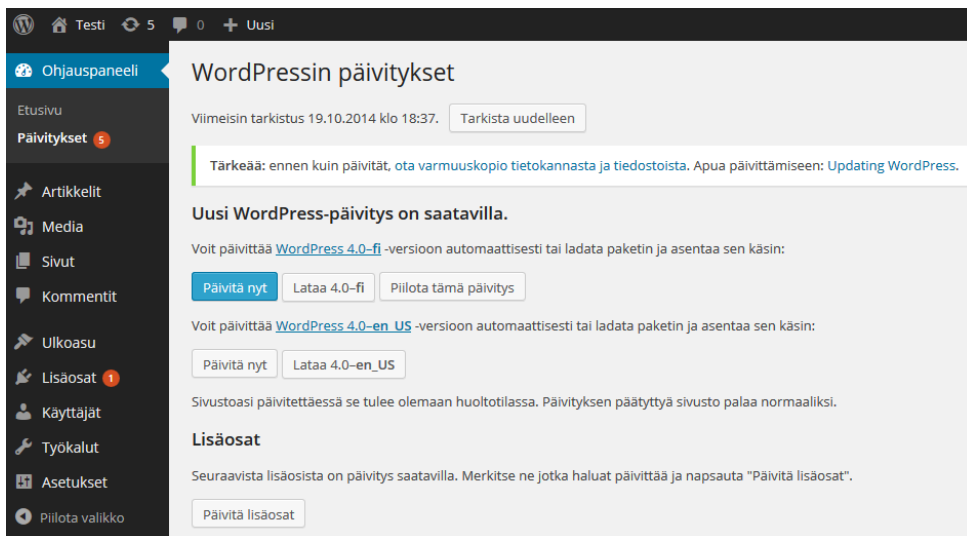 Testi 5 0 Uusi
Ohjauspaneeli
Etusivu
Päivitykset 5
Artikkelit
Media
Sivut
Kommentit
Ulkoasu
Lisäosat 1
Käyttäjät
Työkalut
Asetukset
Piilota valikko
WordPressin päivitykset
Viimeisin tarkistus 19.10.2014 klo 18:37. Tarkista uudelleen
Tärkeää: ennen kuin päivität, ota varmuuskopio tietokannasta ja tiedostoista. Apua päivittämiseen: Updating WordPress.
Uusi WordPress-päivitys on saatavilla.
Voit päivittää WordPress 4.0–fi -versioon automaattisesti tai ladata paketin ja asentaa sen käsin:
Päivitä nyt Lataa 4.0–fi Piilota tämä päivitys
Voit päivittää WordPress 4.0–en_US -versioon automaattisesti tai ladata paketin ja asentaa sen käsin:
Päivitä nyt Lataa 4.0–en_US
Sivustoasi päivitettäessä se tulee olemaan huoltotilassa. Päivityksen päätyttyä sivusto palaa normaaliksi.
Lisäosat
Seuraavista lisäosista on päivitys saatavilla. Merkitse ne jotka haluat päivittää ja napsauta "Päivitä lisäosat".
Päivitä lisäosat